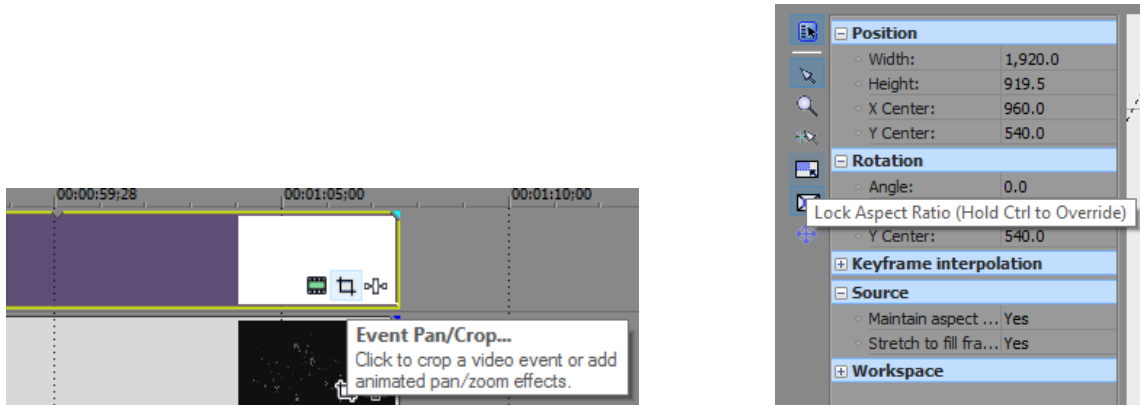 00:00:59;28
00:01:05;00
00:01:10;00
Event Pan/Crop...
Click to crop a video event or add
animated pan/zoom effects.
Position
Width: 1,920.0
Height: 919.5
X Center: 960.0
Y Center: 540.0
Rotation
Angle: 0.0
Lock Aspect Ratio (Hold Ctrl to Override)
Y Center: 540.0
Keyframe interpolation
Source
Maintain aspect ... Yes
Stretch to fill fra... Yes
Workspace